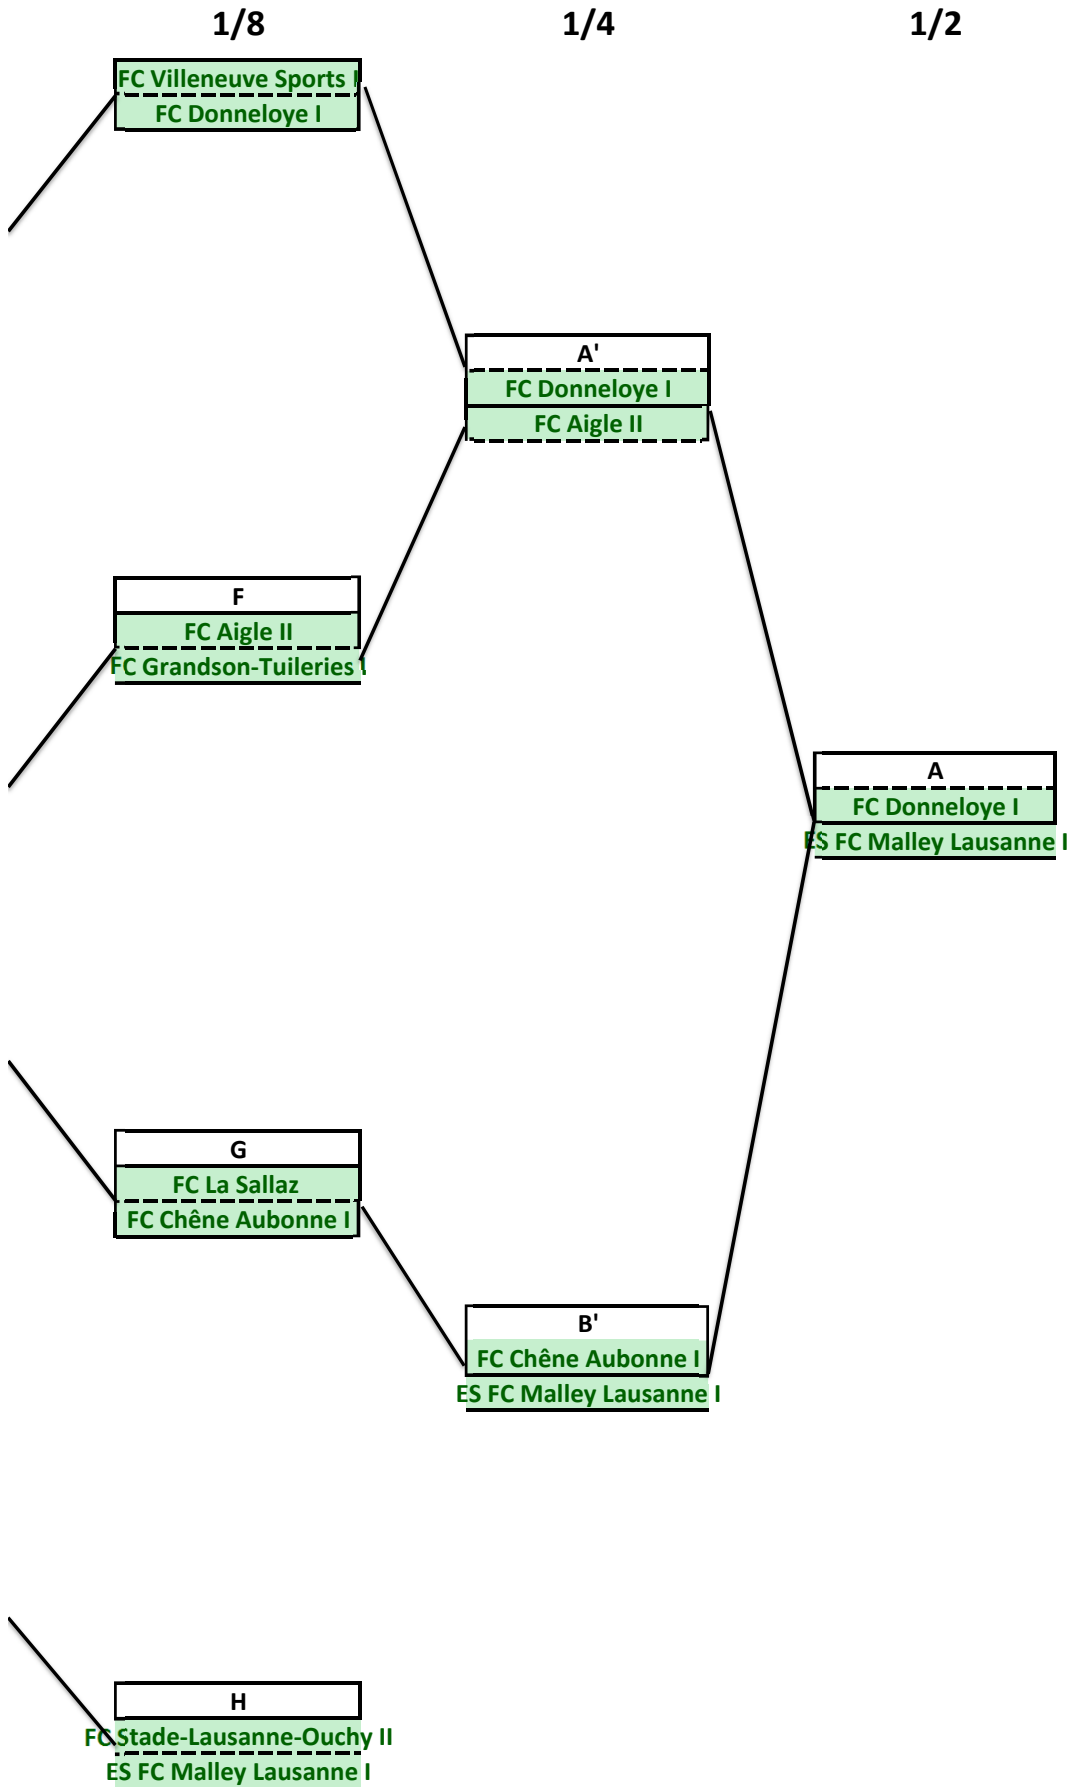 1/8 1/4 1/2
FC Villeneuve Sports I
FC Donneloye I
A'
FC Donneloye I
FC Aigle II
F
FC Aigle II
FC Grandson-Tuileries I
A
FC Donneloye I
ES FC Malley Lausanne I
G
FC La Sallaz
FC Chêne Aubonne I
B'
FC Chêne Aubonne I
ES FC Malley Lausanne I
H
FC Stade-Lausanne-Ouchy II
ES FC Malley Lausanne I